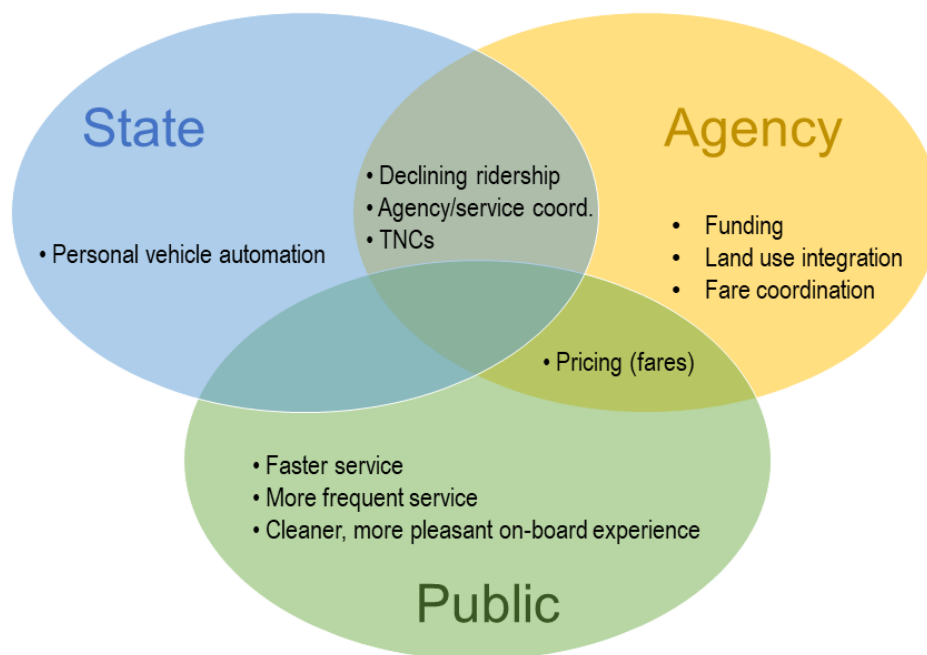 State
Agency
• Declining ridership
• Agency/service coord.
• TNCs
• Personal vehicle automation
• Funding
• Land use integration
• Fare coordination
• Pricing (fares)
• Faster service
• More frequent service
• Cleaner, more pleasant on-board experience
Public